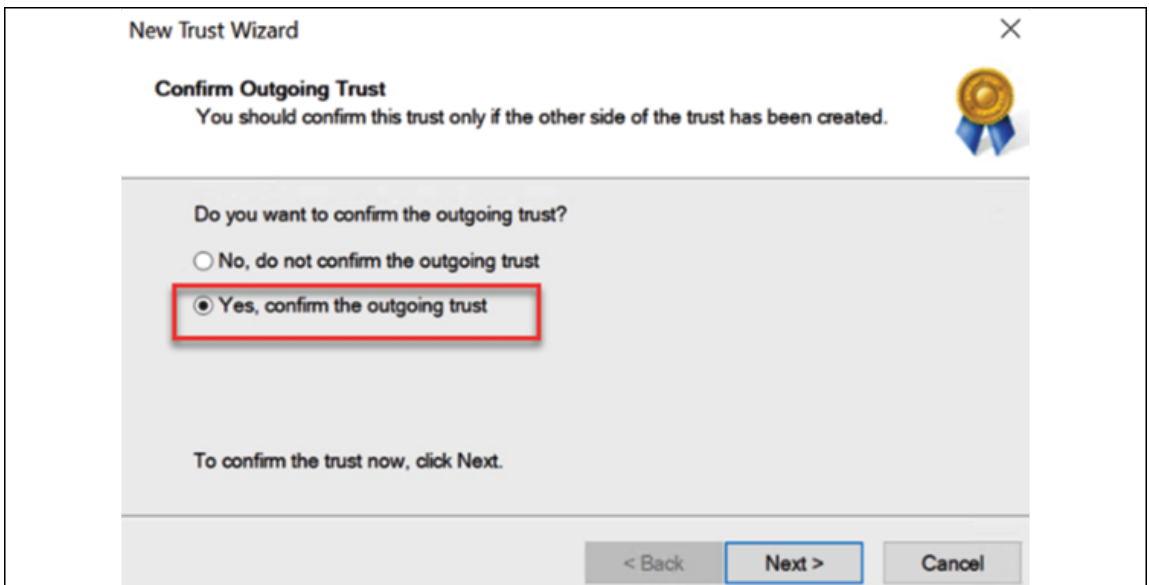 New Trust Wizard
Confirm Outgoing Trust
You should confirm this trust only if the other side of the trust has been created.
Do you want to confirm the outgoing trust?
No, do not confirm the outgoing trust
Yes, confirm the outgoing trust
To confirm the trust now, click Next.
< Back Next > Cancel